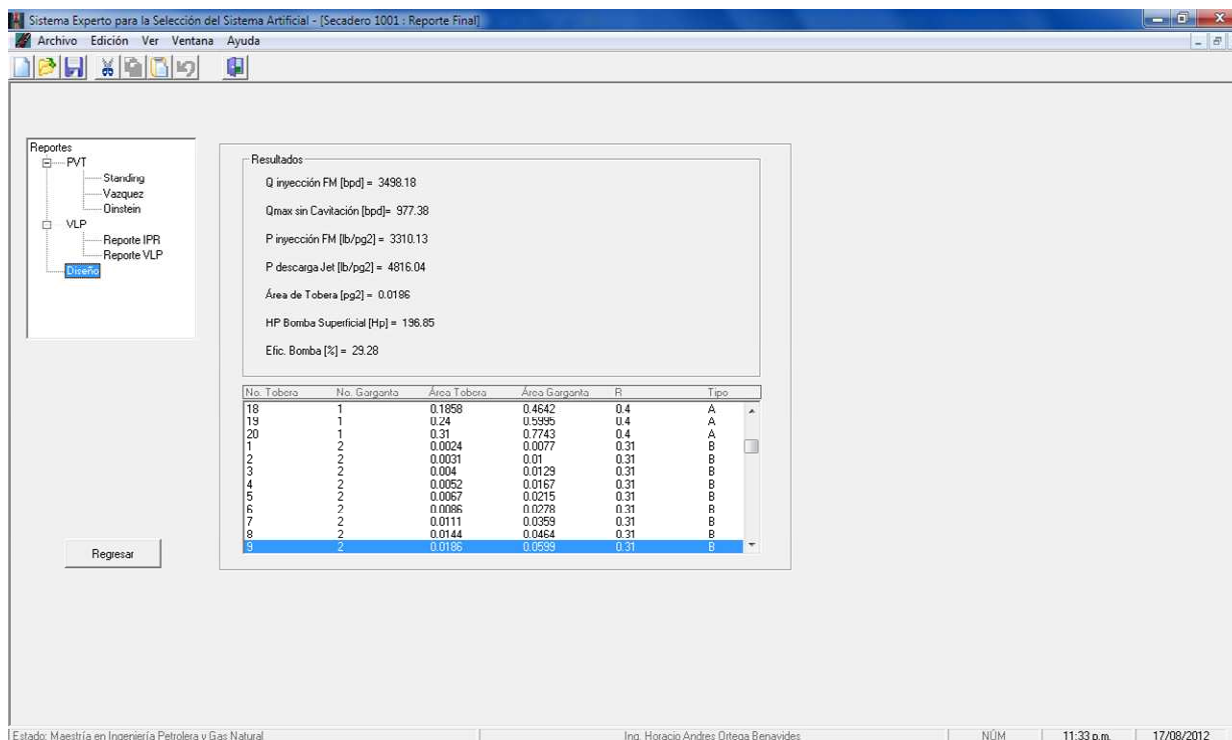 Sistema Experto para la Selección del Sistema Artificial - [Secadero 1001 : Reporte Final]
Archivo Edición Ver Ventana Ayuda
Reportes
PVT
Standing
Vazquez
Oinstein
VLP
Reporte IPR
Reporte VLP
Diseño
Resultados
Q inyección FM [bpd] = 3498.18
Qmax sin Cavitación [bpd]= 977.38
P inyección FM [lb/pg2] = 3310.13
P descarga Jet [lb/pg2] = 4816.04
Área de Tobera [pg2] = 0.0186
HP Bomba Superficial [Hp] = 196.85
Efic. Bomba [%] = 29.28
No. Tobera No. Garganta Área Tobera Área Garganta R Tipo
18 1 0.1858 0.4642 0.4 A
19 1 0.24 0.5995 0.4 A
20 1 0.31 0.7743 0.4 A
1 2 0.0024 0.0077 0.31 B
2 2 0.0031 0.01 0.31 B
3 2 0.004 0.0129 0.31 B
4 2 0.0052 0.0167 0.31 B
5 2 0.0067 0.0215 0.31 B
6 2 0.0086 0.0278 0.31 B
7 2 0.0111 0.0359 0.31 B
8 2 0.0144 0.0464 0.31 B
9 2 0.0186 0.0599 0.31 B
Regresar
Estado: Maestría en Ingeniería Petrolera y Gas Natural Ing. Horacio Andres Ortega Benavides NÚM 11:33 p.m. 17/08/2012